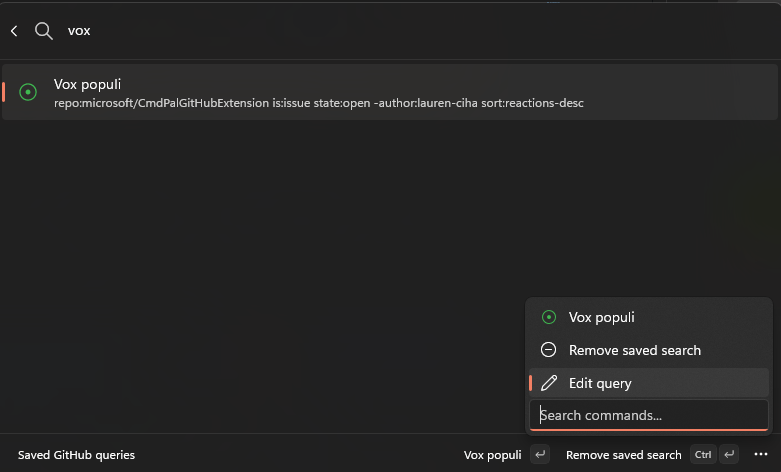 vox
Vox populi
repo:microsoft/CmdPalGitHubExtension is:issue state:open -author:lauren-ciha sort:reactions-desc
Vox populi
Remove saved search
Edit query
Search commands...
Saved GitHub queries Vox populi Remove saved search Ctrl